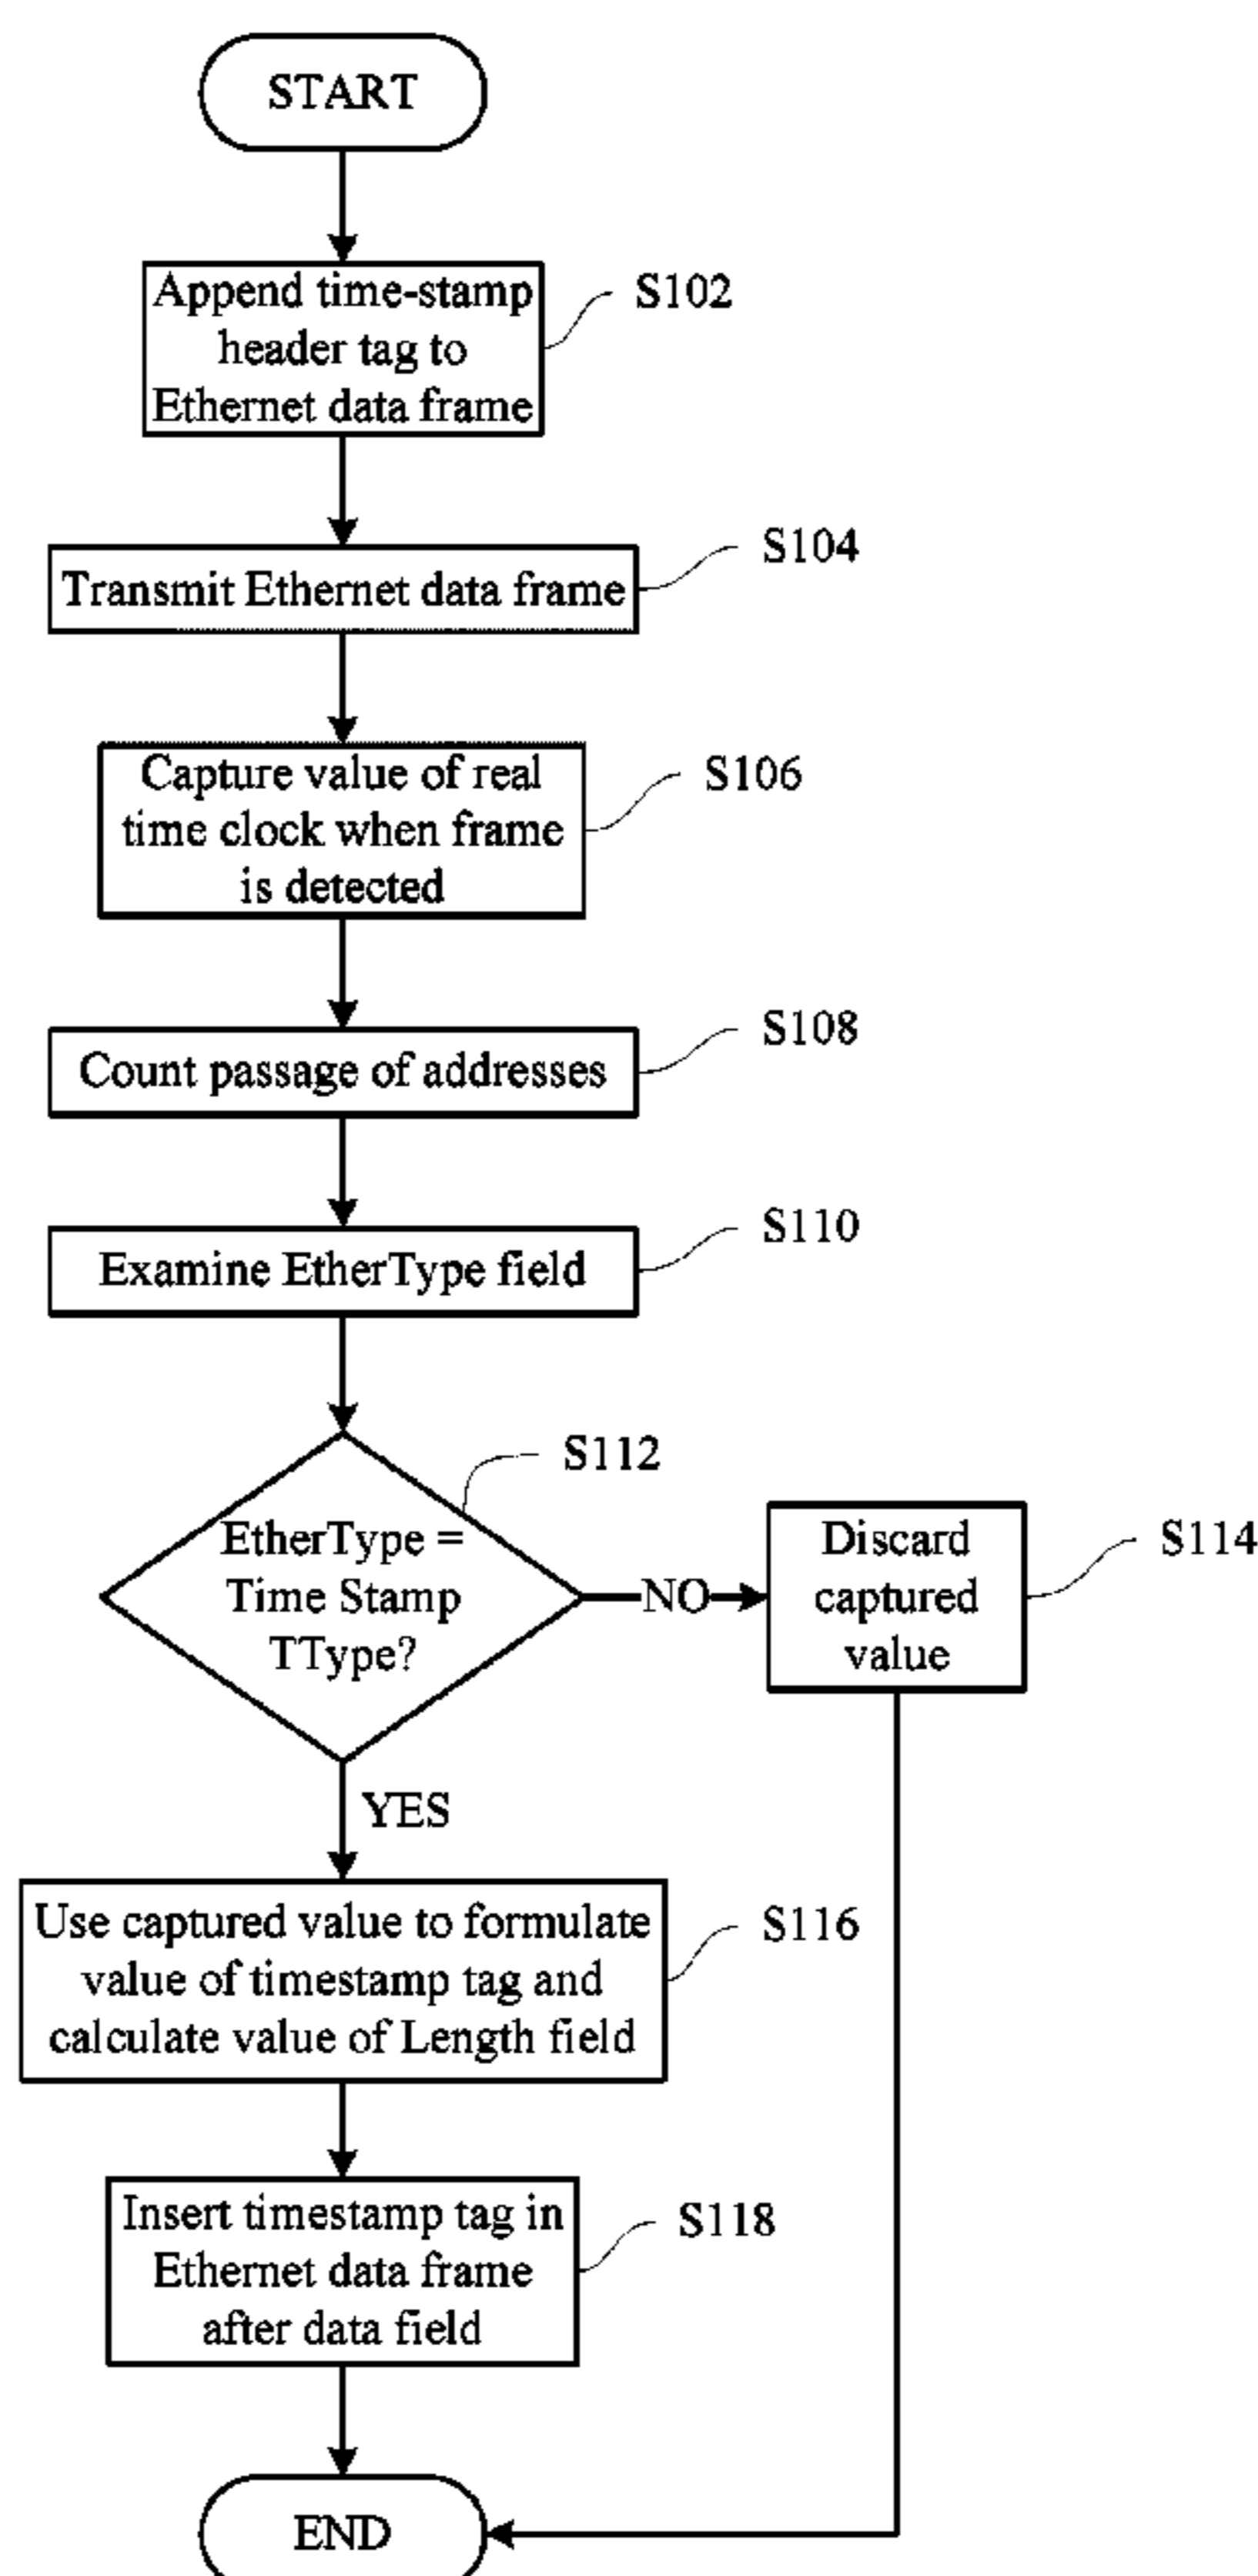 START
Append time-stamp
header tag to
Ethernet data frame
S102
Transmit Ethernet data frame
S104
Capture value of real
time clock when frame
is detected
S106
Count passage of addresses
S108
Examine EtherType field
S110
EtherType =
Time Stamp
TType?
S112
NO
Discard
captured
value
S114
YES
Use captured value to formulate
value of timestamp tag and
calculate value of Length field
S116
Insert timestamp tag in
Ethernet data frame
after data field
S118
END